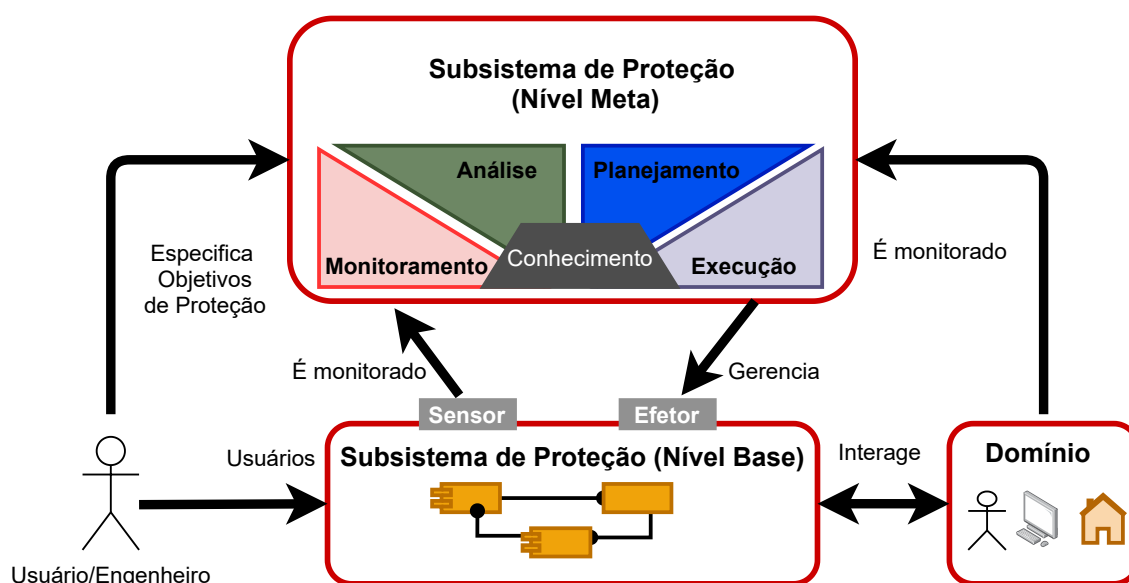 Subsistema de Proteção
(Nível Meta)
Análise
Planejamento
Monitoramento
Conhecimento
Execução
Especifica
Objetivos
de Proteção
É monitorado
É monitorado
Gerencia
Sensor
Efetor
Usuários
Subsistema de Proteção (Nível Base)
Interage
Domínio
Usuário/Engenheiro